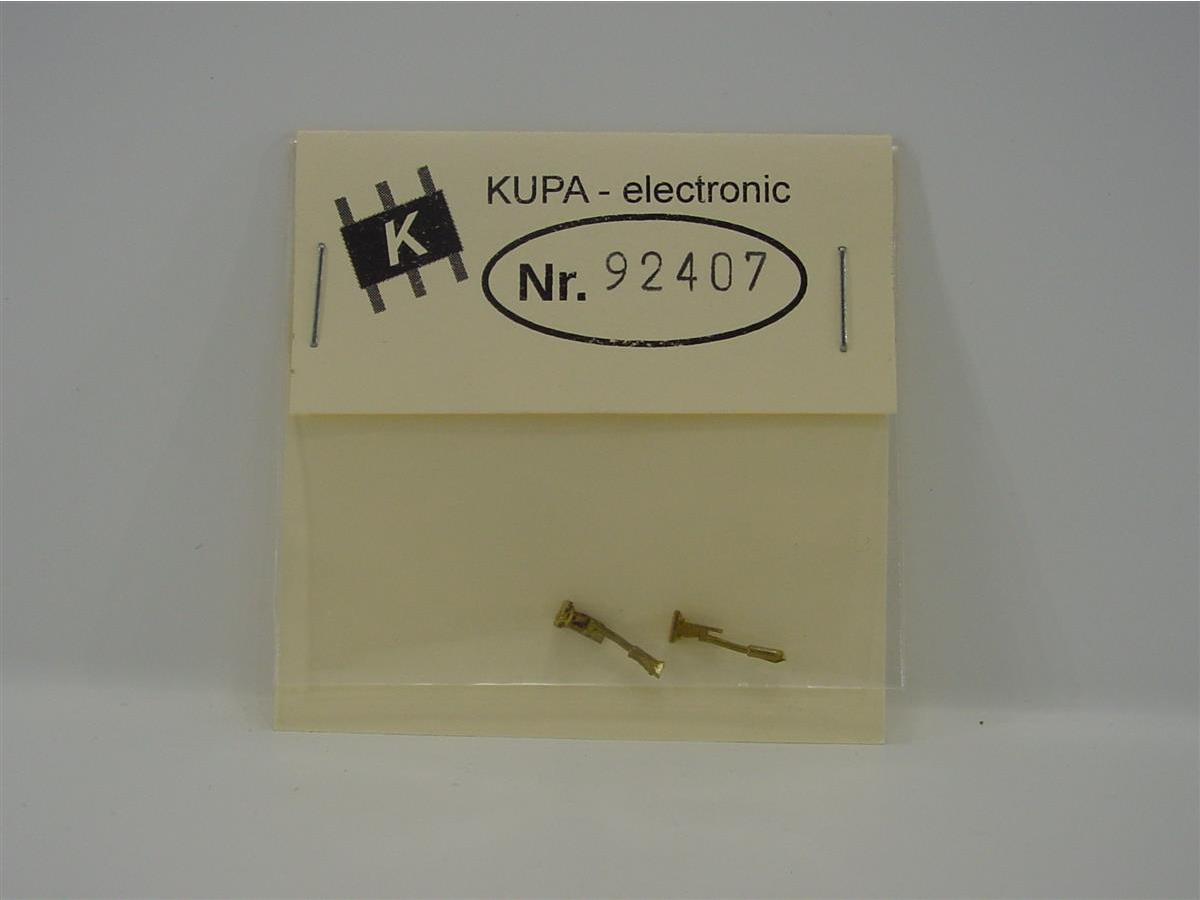 KUPA - electronic
K
Nr. 92407